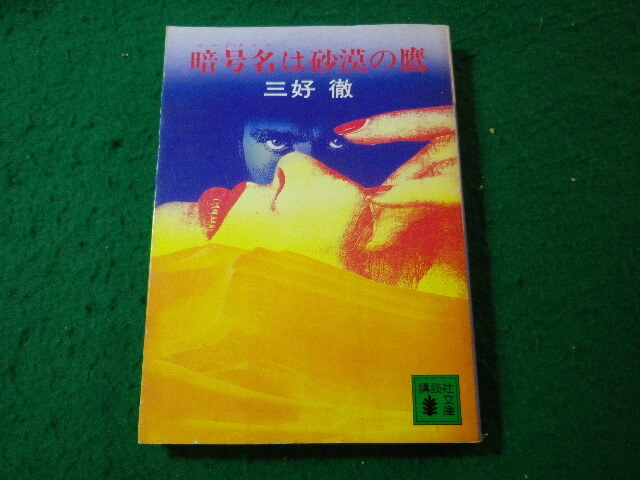 暗号名は砂漠の鷹
三好 徹
講談社
文庫